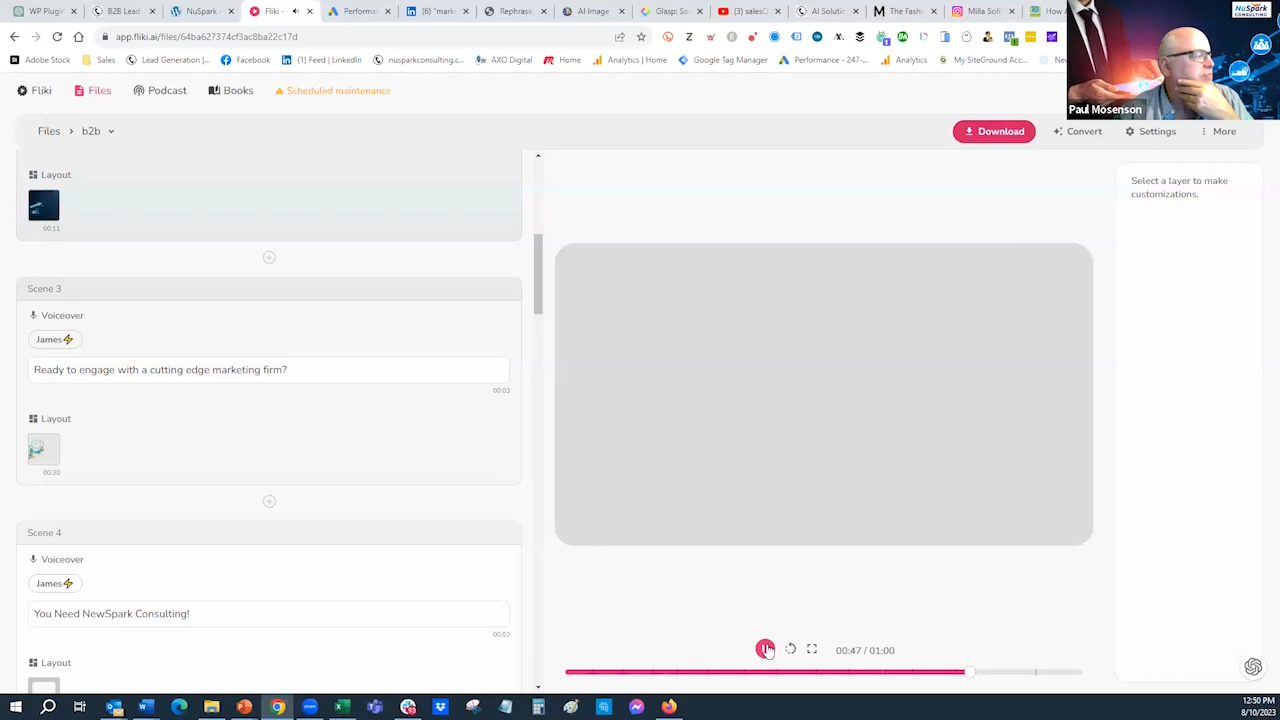 WP Plugin
B2B Lead
NuSpark
Fliki -
Performa
(6) "mark
Rephrase
AI Image
Glasp: So
(3) salesC
AI Solutio
The Fashi
Milla Sofi
How A
app.fliki.ai/files/64ba627374cf3ac8ba22c17d
Adobe Stock
Sales
Lead Generation |...
Facebook
(1) Feed | LinkedIn
nusparkconsulting.c...
AXO Digital
Home
Analytics | Home
Google Tag Manager
Performance - 247-...
Analytics
My SiteGround Acc...
NuSpark
CONSULTING
Paul Mosenson
Fliki
Files
Podcast
Books
Scheduled maintenance
Files > b2b
Download
Convert
Settings
More
Layout
00:11
Scene 3
Voiceover
James
Ready to engage with a cutting edge marketing firm?
00:03
Layout
00:30
Scene 4
Voiceover
James
You Need NewSpark Consulting!
00:02
Layout
Select a layer to make
customizations.
00:47 / 01:00
12:50 PM
8/10/2023